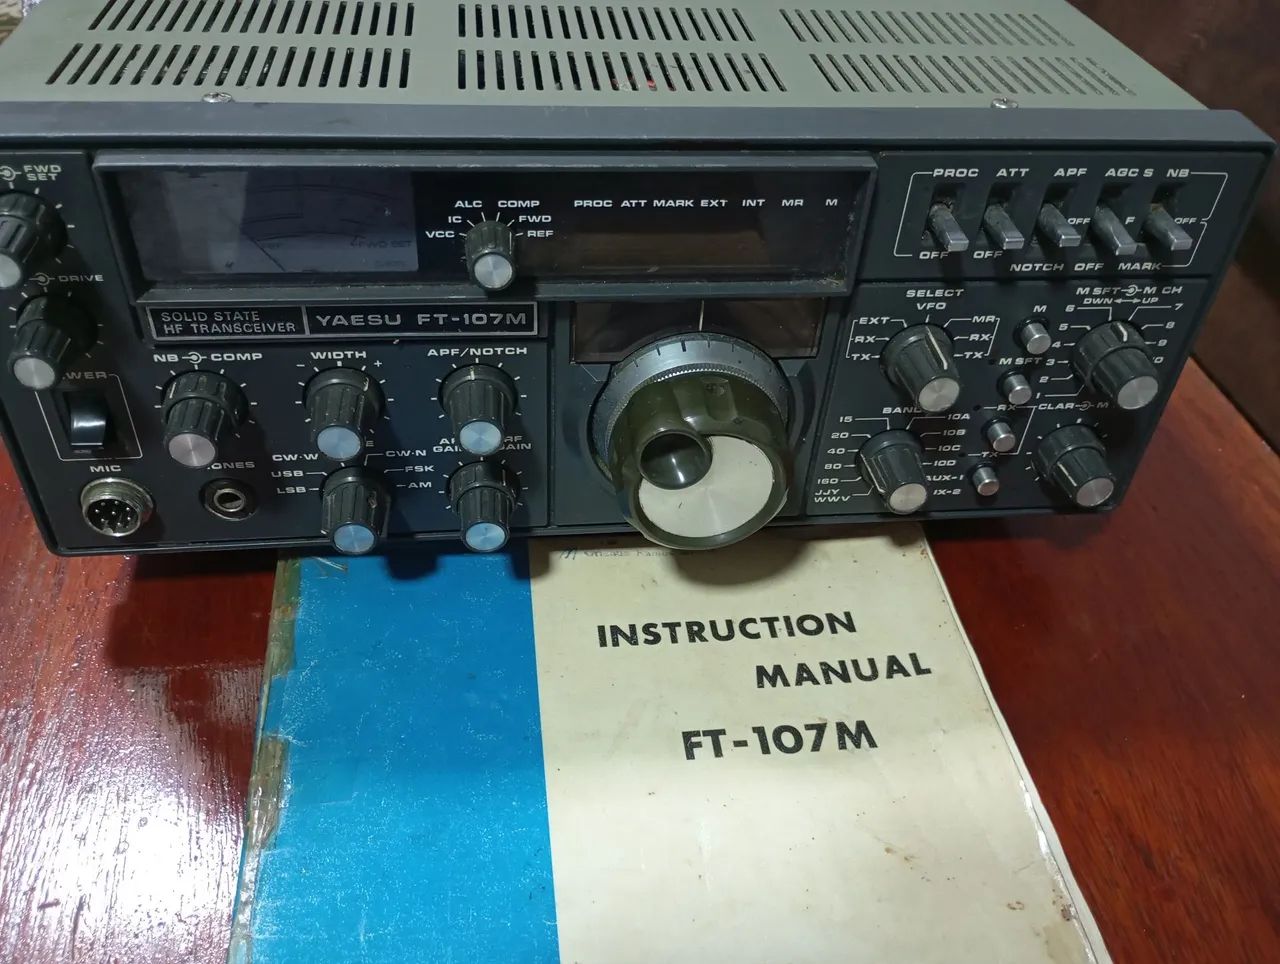 FWD
SET
DRIVE
ALC COMP
IC FWD
VCC REF
FWD SET
PROC ATT MARK EXT INT MR M
PROC ATT APF AGC S NB
OFF F OFF
OFF OFF
NOTCH OFF MARK
SOLID STATE
HF TRANSCEIVER
YAESU FT-107M
NB COMP
WIDTH
- +
APF/NOTCH
MIC
CW-N
USB FSK
LSB AM
SELECT
VFO
EXT MR
RX RX
TX TX
M
M SFT
M SFT M CH
DWN UP
6 7
5 8
4 9
3
2
1
RX CLAR M
TX
15 10A
20 10B
40 10C
80 10D
160 AUX-1
JJY
WWV
INSTRUCTION
MANUAL
FT-107M